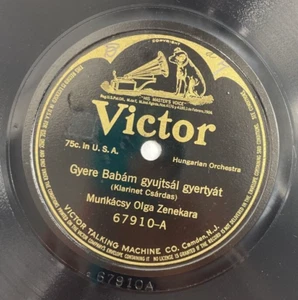 "HIS MASTER'S VOICE"
Victor
75c. in U. S. A.
Hungarian Orchestra
Gyere Babám gyujtsál gyertyát
(Klarinet Csárdas)
Munkácsy Olga Zenekara
67910-A
VICTOR TALKING MACHINE CO. Camden, N.J.
67910A